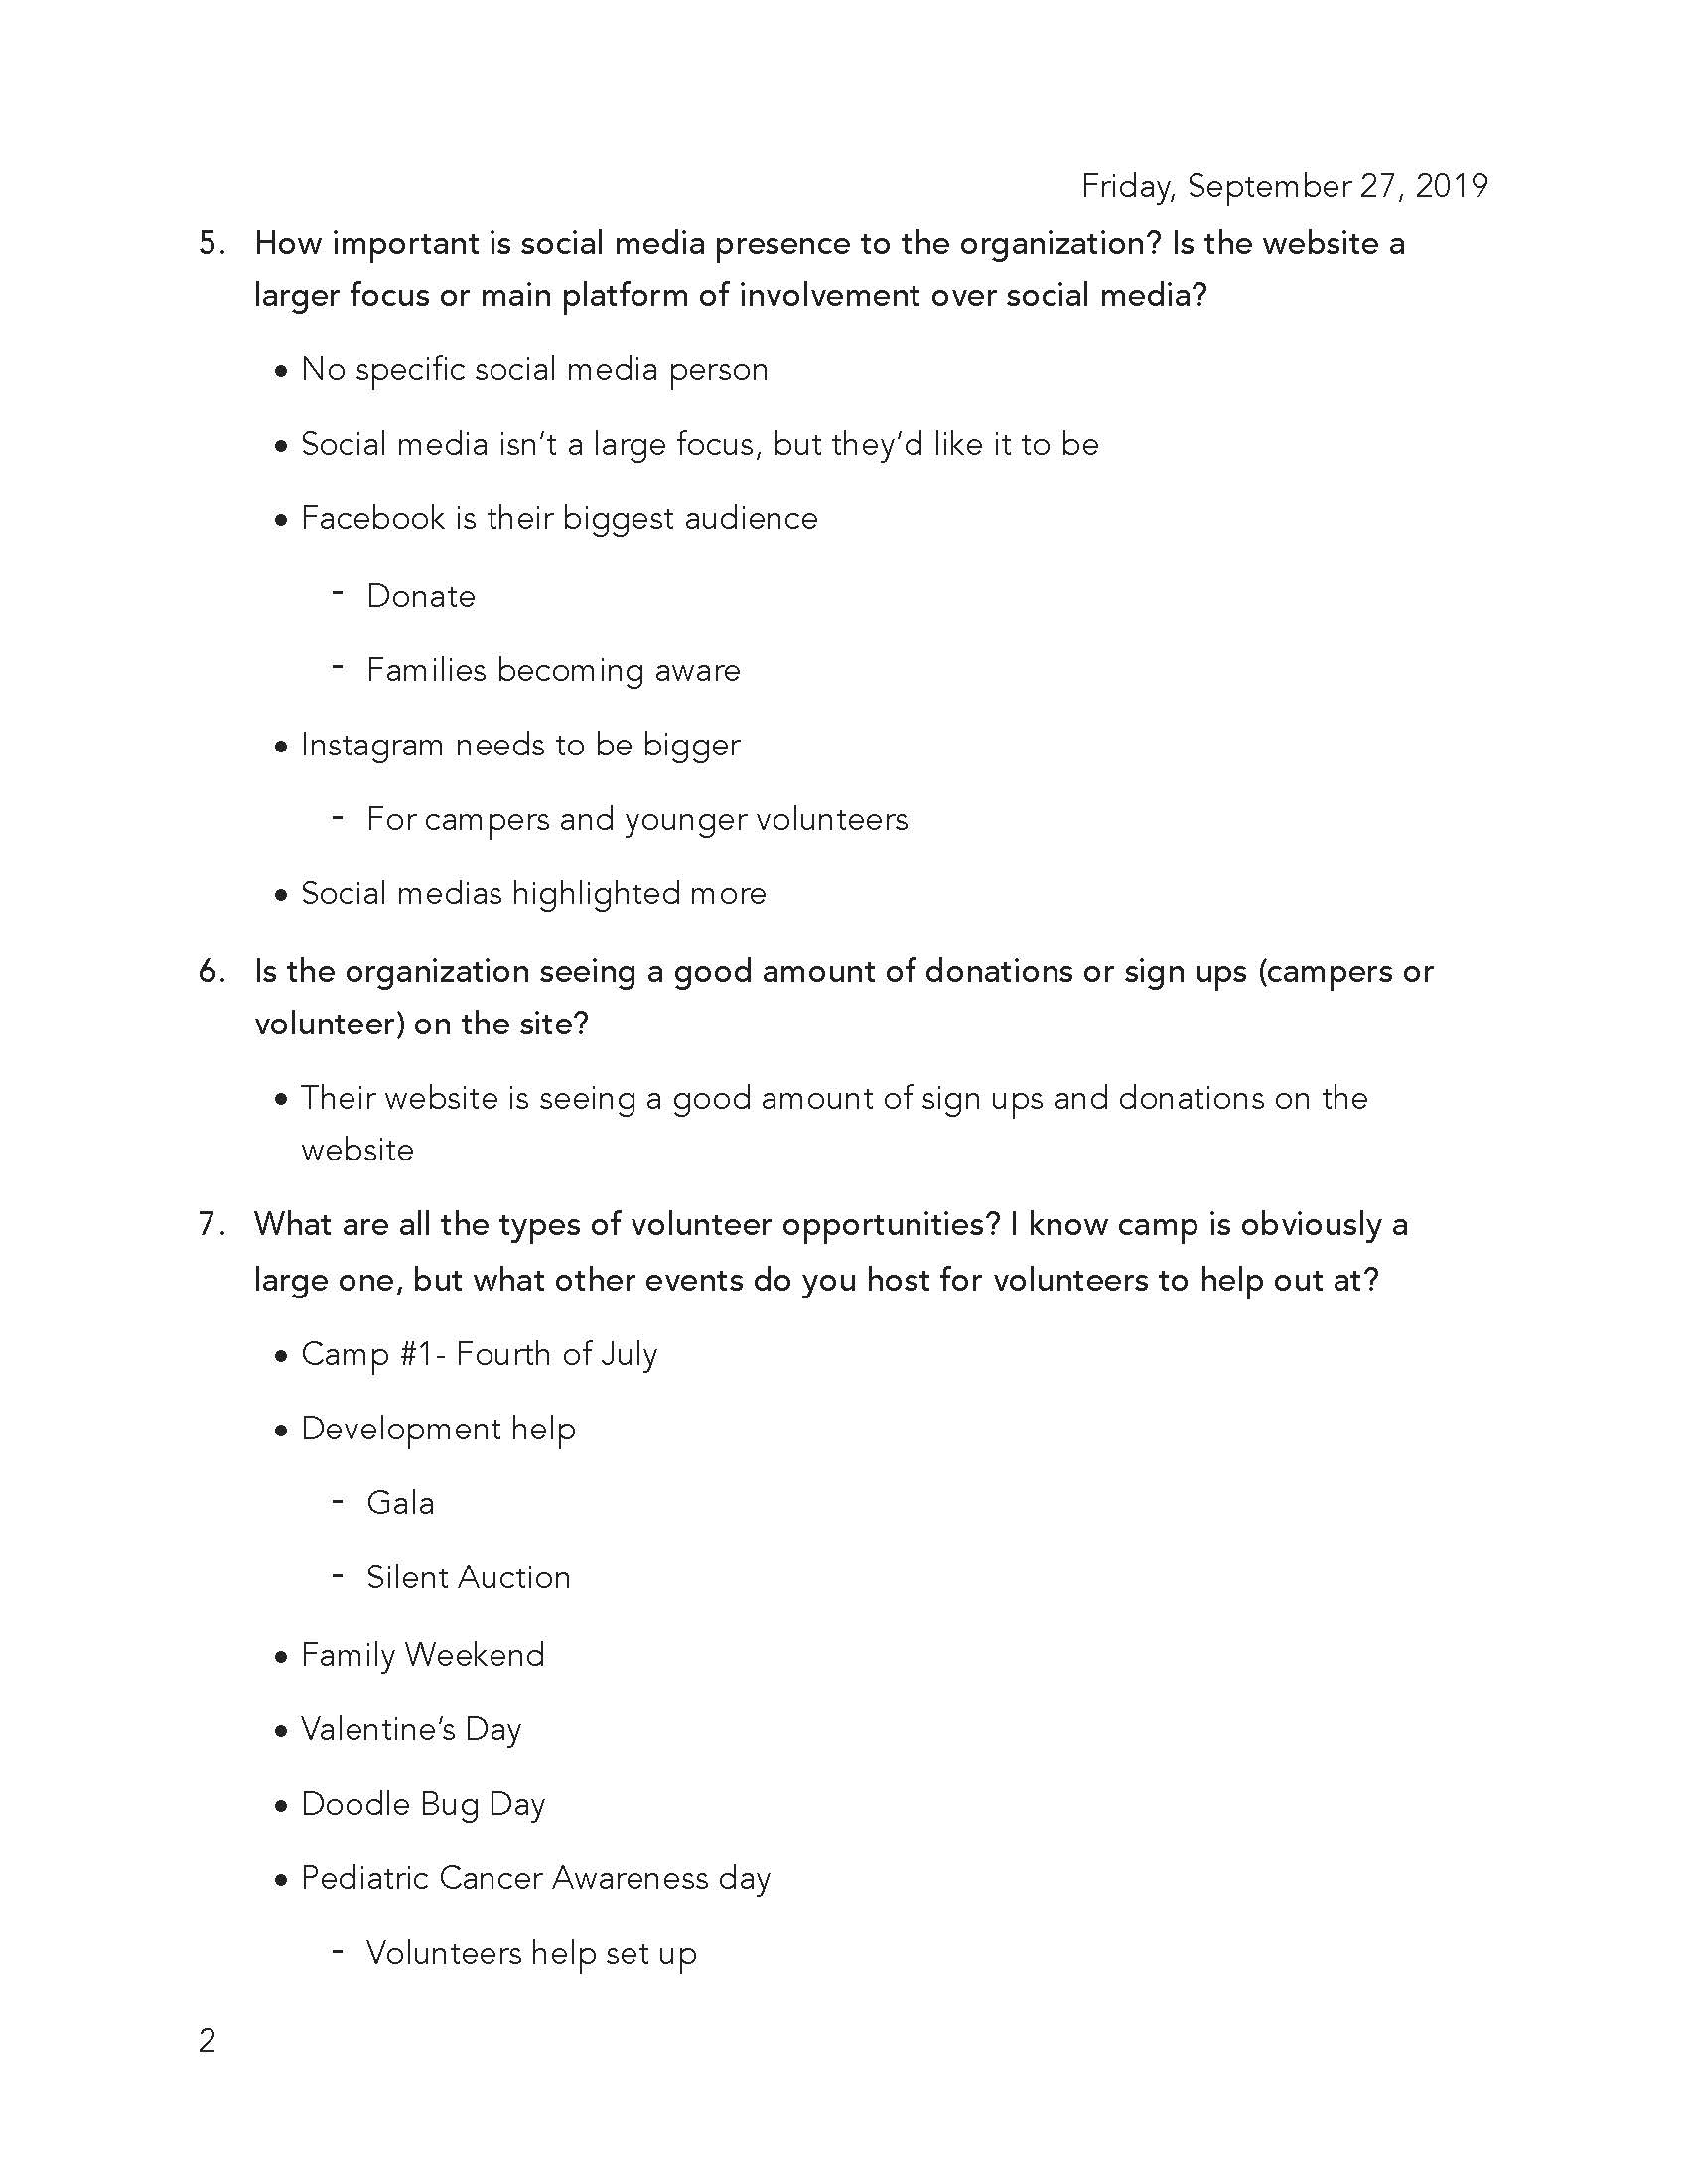 Friday, September 27, 2019
5. How important is social media presence to the organization? Is the website a
larger focus or main platform of involvement over social media?
• No specific social media person
• Social media isn’t a large focus, but they’d like it to be
• Facebook is their biggest audience
- Donate
- Families becoming aware
• Instagram needs to be bigger
- For campers and younger volunteers
• Social medias highlighted more
6. Is the organization seeing a good amount of donations or sign ups (campers or
volunteer) on the site?
• Their website is seeing a good amount of sign ups and donations on the
website
7. What are all the types of volunteer opportunities? I know camp is obviously a
large one, but what other events do you host for volunteers to help out at?
• Camp #1- Fourth of July
• Development help
- Gala
- Silent Auction
• Family Weekend
• Valentine’s Day
• Doodle Bug Day
• Pediatric Cancer Awareness day
- Volunteers help set up
2